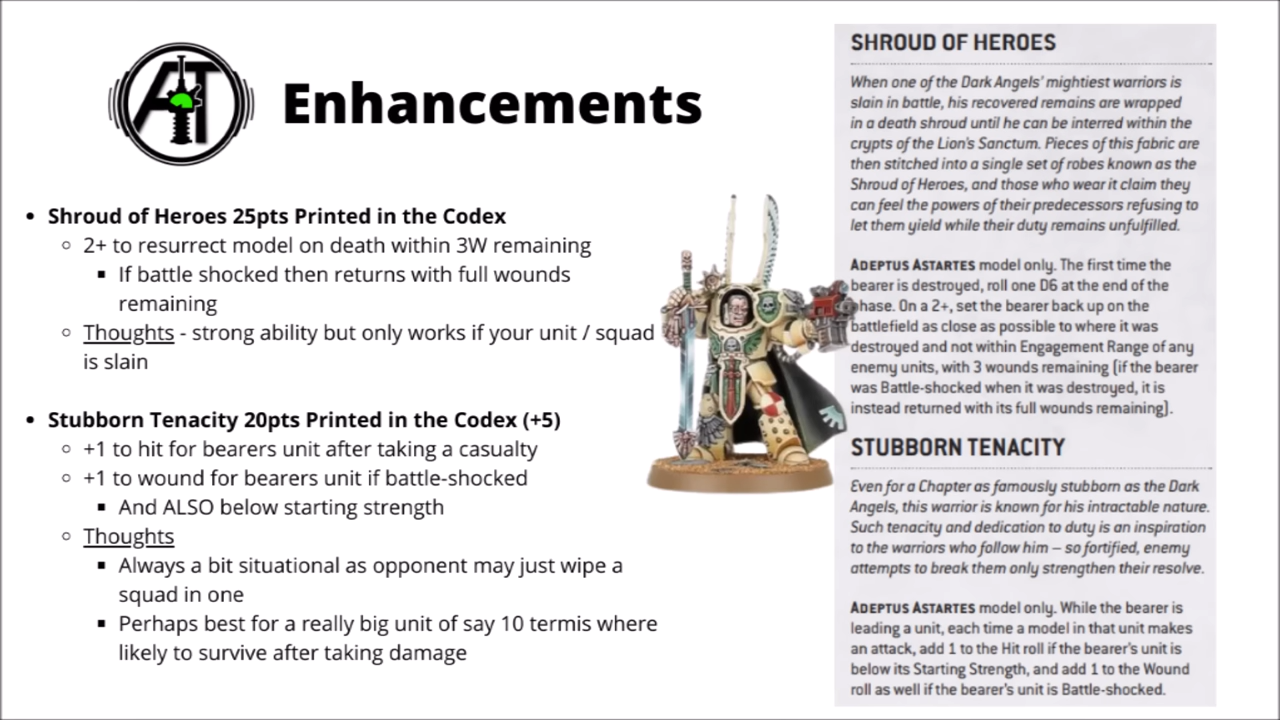 AT
Enhancements
• Shroud of Heroes 25pts Printed in the Codex
○ 2+ to resurrect model on death within 3W remaining
▪ If battle shocked then returns with full wounds
remaining
○ Thoughts - strong ability but only works if your unit / squad
is slain
• Stubborn Tenacity 20pts Printed in the Codex (+5)
○ +1 to hit for bearers unit after taking a casualty
○ +1 to wound for bearers unit if battle-shocked
▪ And ALSO below starting strength
○ Thoughts
▪ Always a bit situational as opponent may just wipe a
squad in one
▪ Perhaps best for a really big unit of say 10 termis where
likely to survive after taking damage
SHROUD OF HEROES
When one of the Dark Angels' mightiest warriors is
slain in battle, his recovered remains are wrapped
in a death shroud until he can be interred within the
crypts of the Lion's Sanctum. Pieces of this fabric are
then stitched into a single set of robes known as the
Shroud of Heroes, and those who wear it claim they
can feel the powers of their predecessors refusing to
let them yield while their duty remains unfulfilled.
ADEPTUS ASTARTES model only. The first time the
bearer is destroyed, roll one D6 at the end of the
phase. On a 2+, set the bearer back up on the
battlefield as close as possible to where it was
destroyed and not within Engagement Range of any
enemy units, with 3 wounds remaining (if the bearer
was Battle-shocked when it was destroyed, it is
instead returned with its full wounds remaining).
STUBBORN TENACITY
Even for a Chapter as famously stubborn as the Dark
Angels, this warrior is known for his intractable nature.
Such tenacity and dedication to duty is an inspiration
to the warriors who follow him – so fortified, enemy
attempts to break them only strengthen their resolve.
ADEPTUS ASTARTES model only. While the bearer is
leading a unit, each time a model in that unit makes
an attack, add 1 to the Hit roll if the bearer's unit is
below its Starting Strength, and add 1 to the Wound
roll as well if the bearer's unit is Battle-shocked.